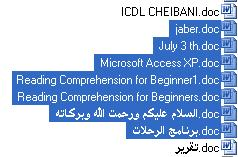 ICDL CHEIBANI.doc
jaber.doc
July 3 th.doc
Microsoft Access XP.doc
Reading Comprehension for Beginner1.doc
Reading Comprehension for Beginners.doc
السلام عليكم ورحمت الله وبركاته.doc
برنامج الرحلات.doc
تقرير.doc